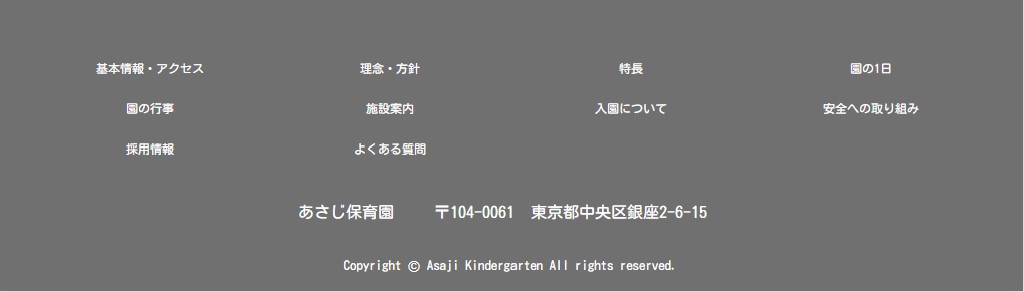 基本情報・アクセス 理念・方針 特長 園の1日
園の行事 施設案内 入園について 安全への取り組み
採用情報 よくある質問
あさじ保育園 〒104-0061 東京都中央区銀座2-6-15
Copyright © Asaji Kindergarten All rights reserved.